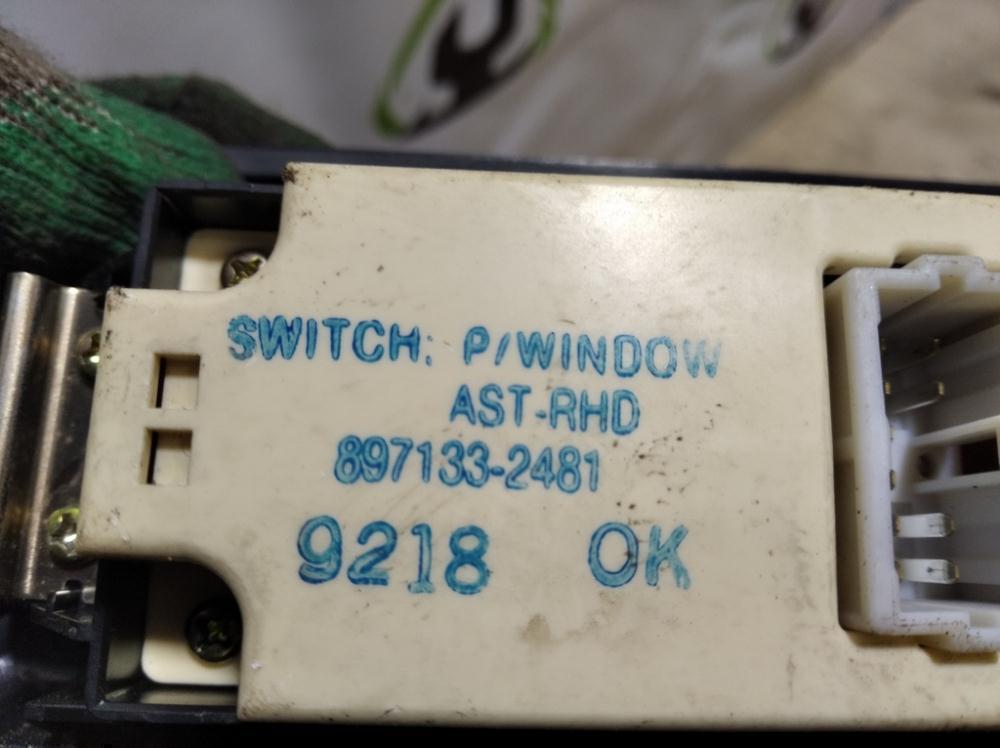 SWITCH: P/WINDOW
AST-RHD
897133-2481
9218 OK